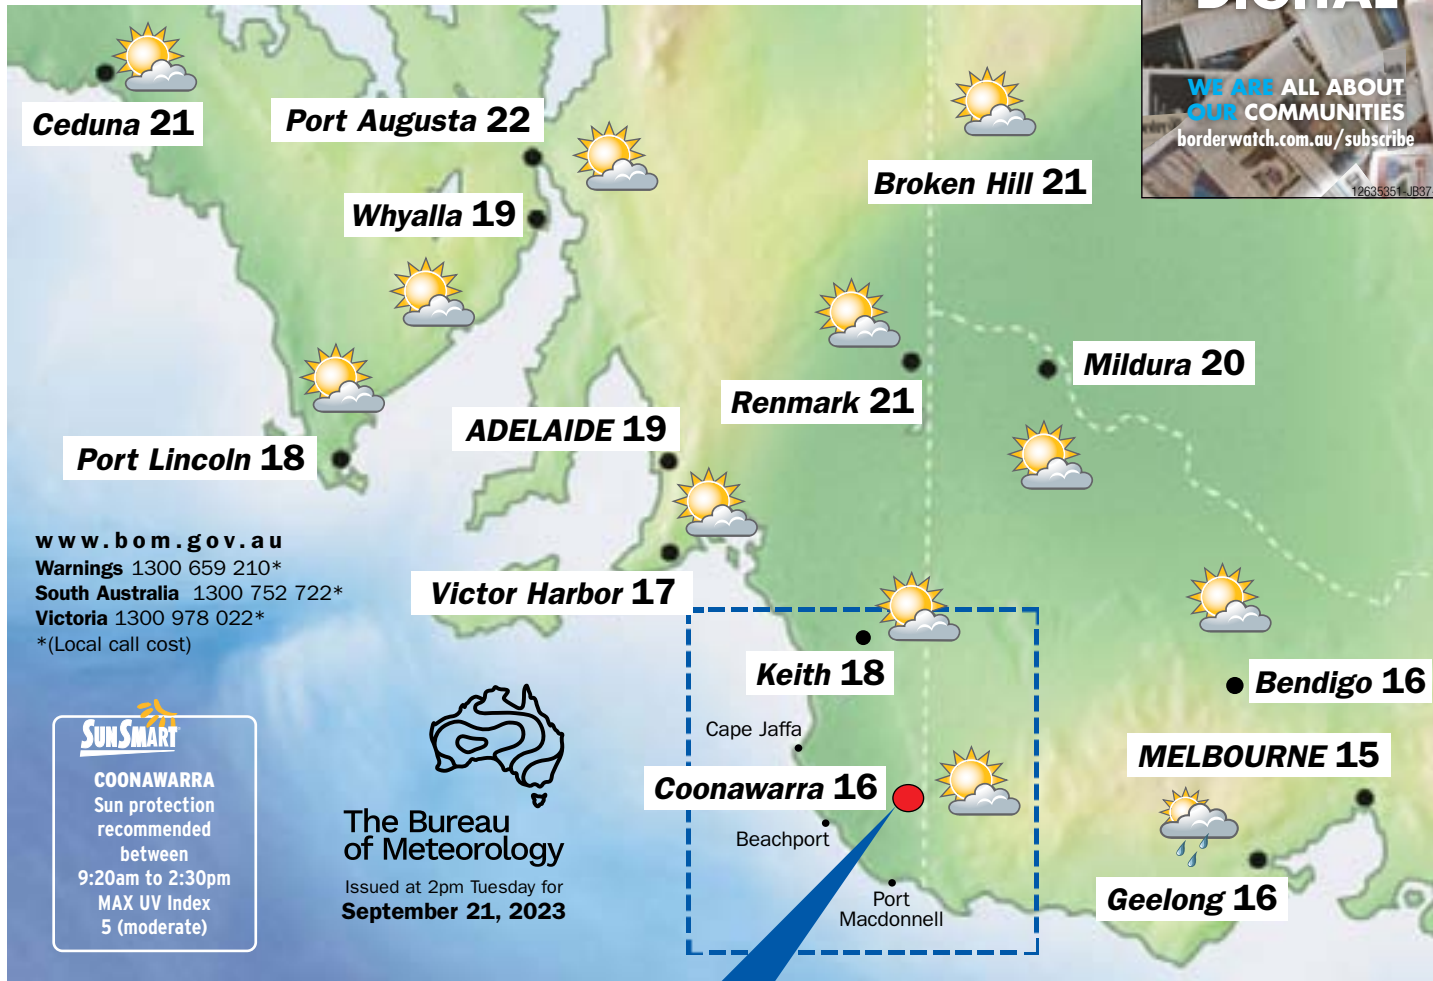 DIGITAL
WE ARE ALL ABOUT
OUR COMMUNITIES
borderwatch.com.au/subscribe
12635351-JB37-
Ceduna 21
Port Augusta 22
Whyalla 19
Broken Hill 21
Renmark 21
Mildura 20
ADELAIDE 19
Port Lincoln 18
Victor Harbor 17
www.bom.gov.au
Warnings 1300 659 210*
South Australia 1300 752 722*
Victoria 1300 978 022*
*(Local call cost)
Keith 18
Cape Jaffa
Coonawarra 16
Beachport
Port
Macdonnell
Bendigo 16
MELBOURNE 15
Geelong 16
SUNSMART
COONAWARRA
Sun protection
recommended
between
9:20am to 2:30pm
MAX UV Index
5 (moderate)
The Bureau
of Meteorology
Issued at 2pm Tuesday for
September 21, 2023